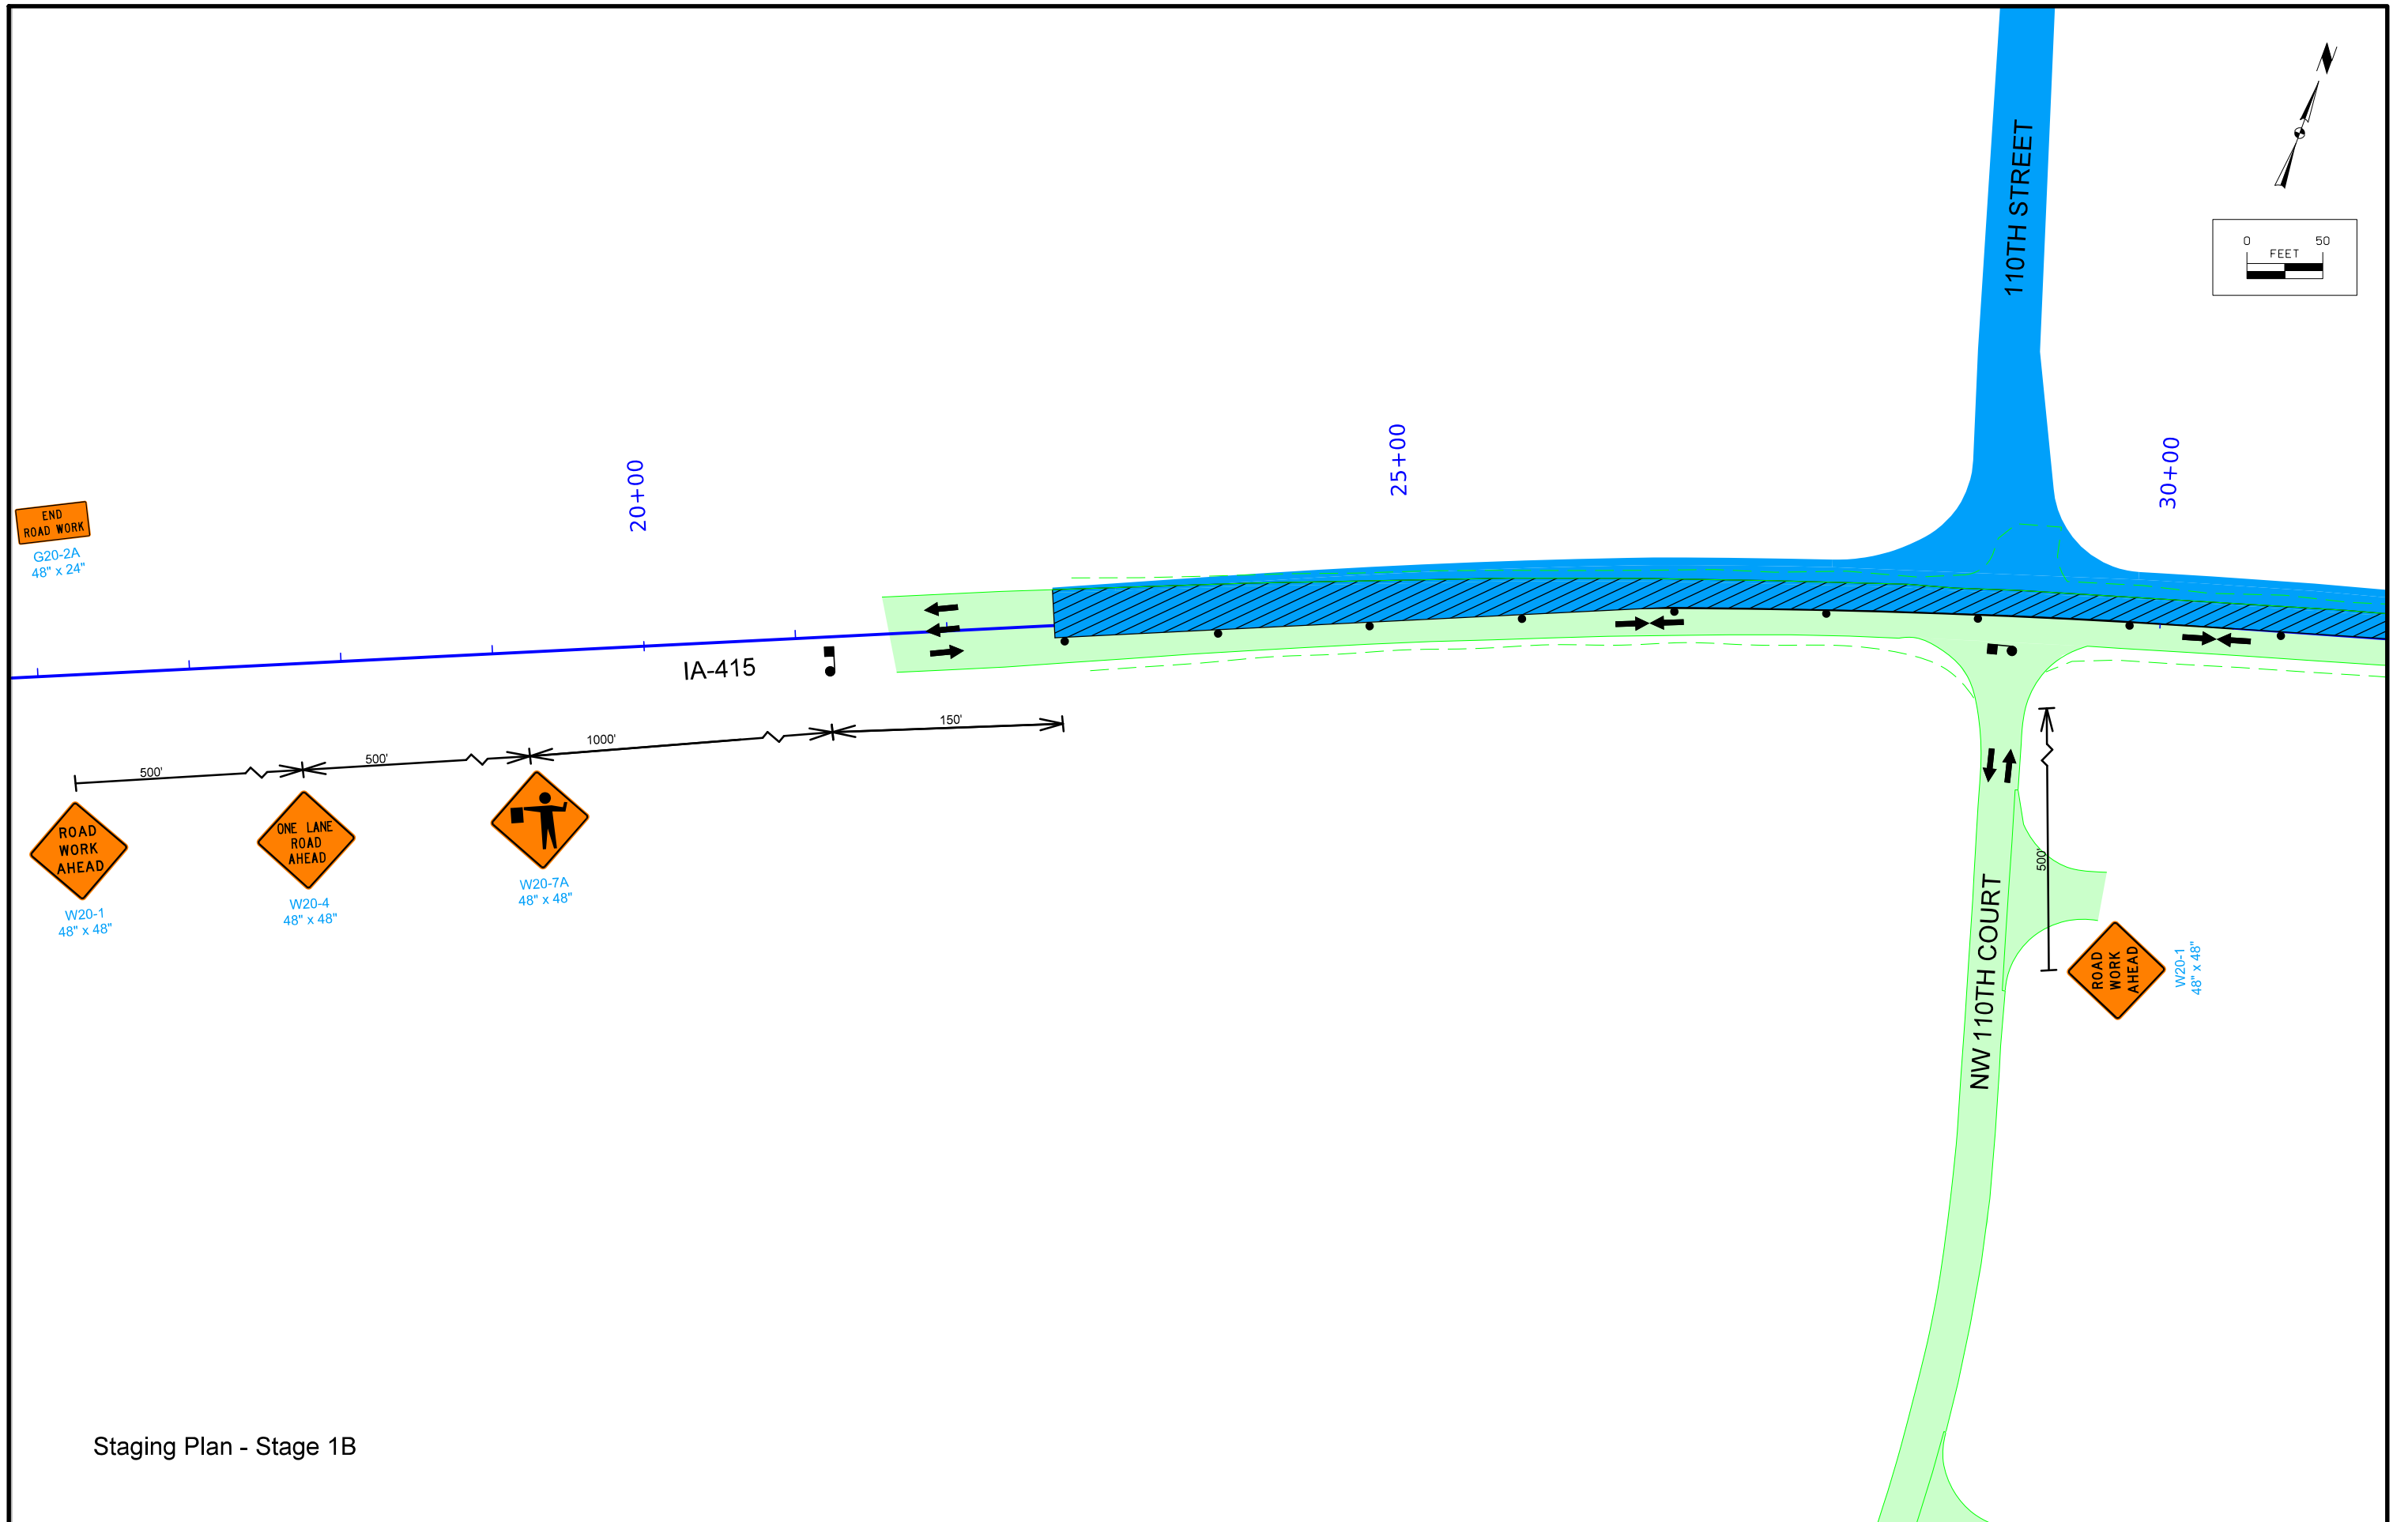 110TH STREET
0 50
FEET
20+00
25+00
30+00
END
ROAD WORK
G20-2A
48" x 24"
IA-415
500'
500'
1000'
150'
ROAD
WORK
AHEAD
W20-1
48" x 48"
ONE LANE
ROAD
AHEAD
W20-4
48" x 48"
W20-7A
48" x 48"
500'
NW 110TH COURT
ROAD
WORK
AHEAD
W20-1
48" x 48"
Staging Plan - Stage 1B